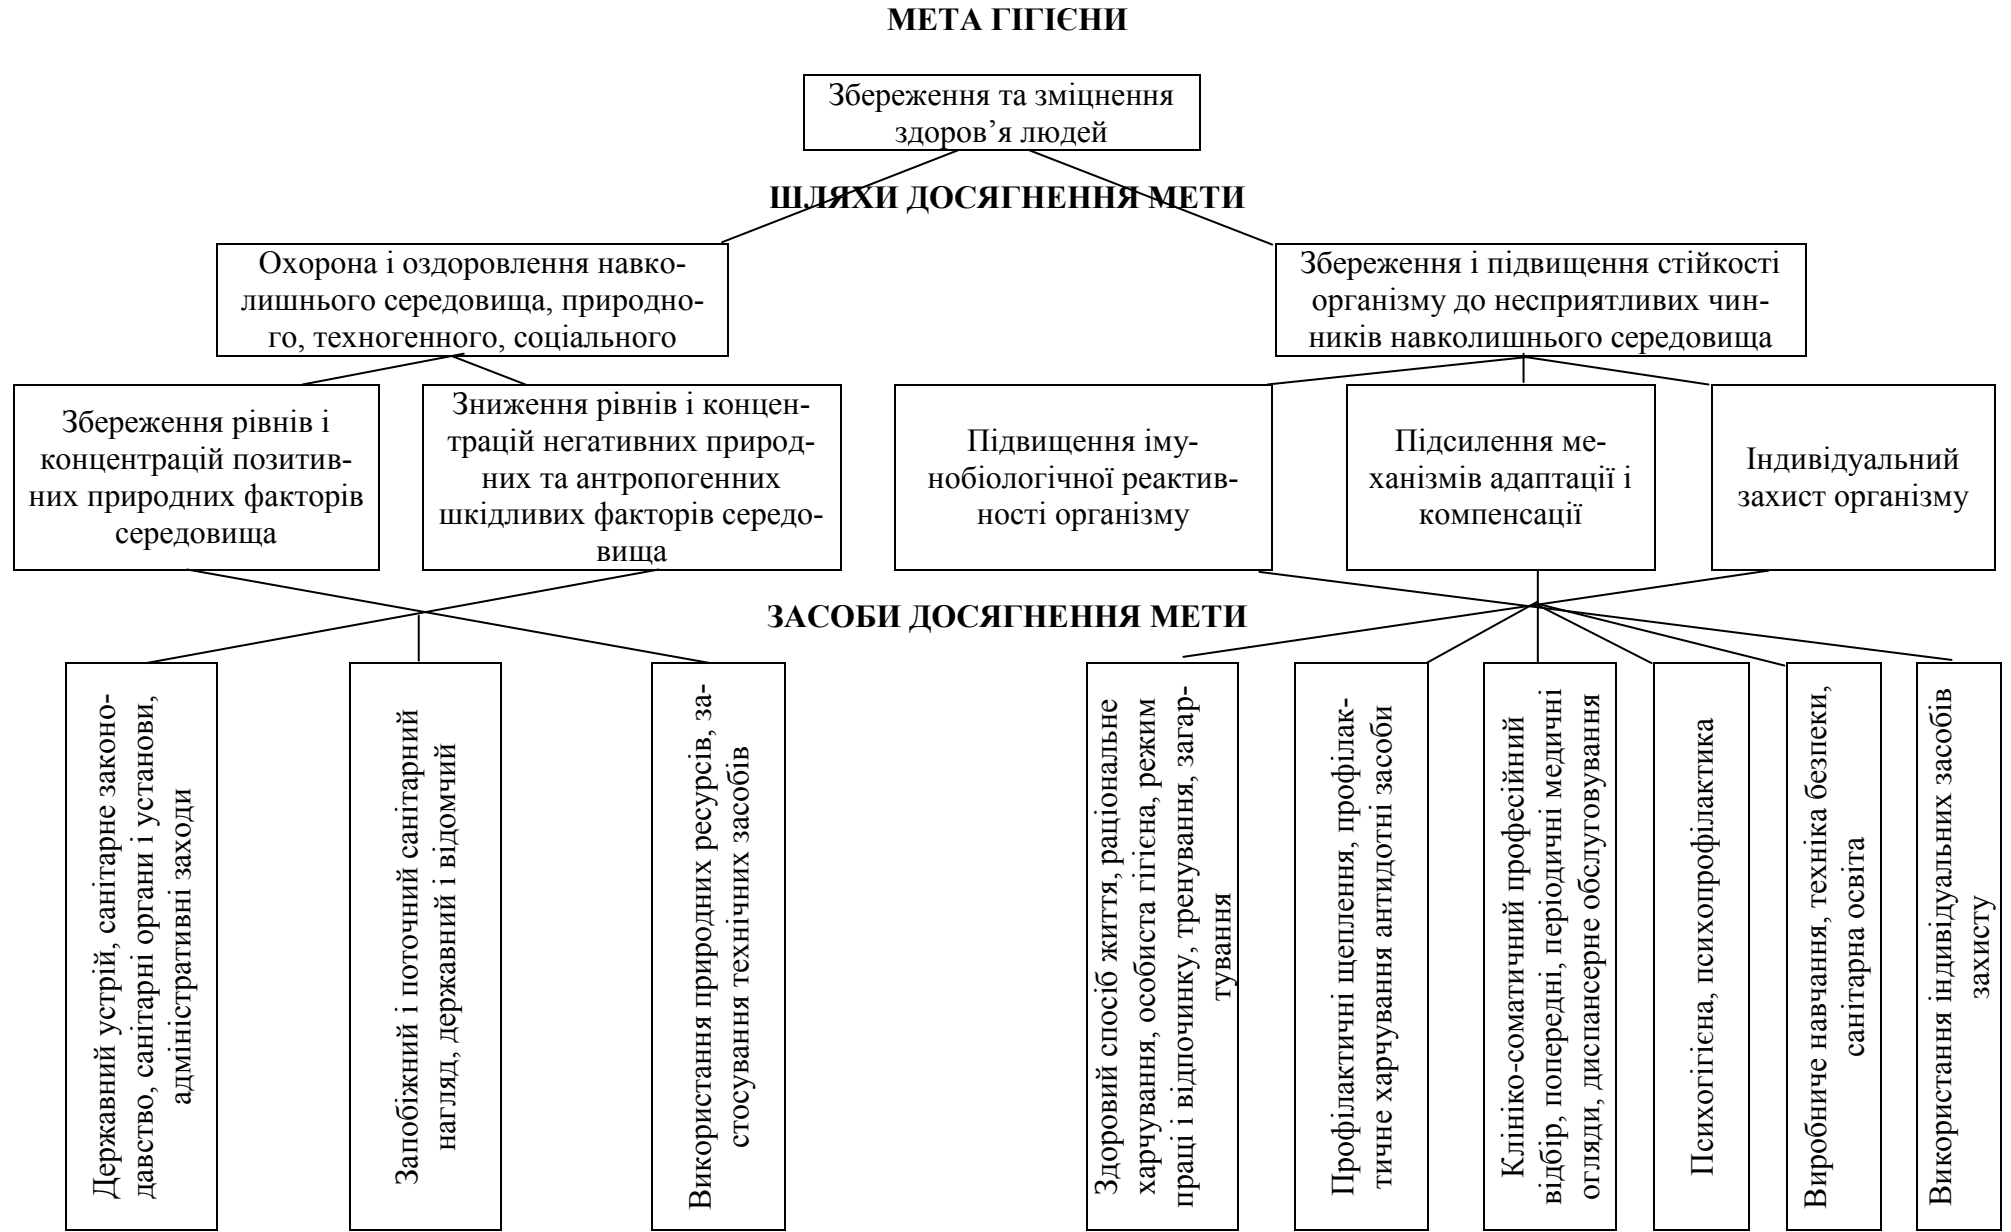 МЕТА ГІГІЄНИ
Збереження та зміцнення
здоров’я людей
ШЛЯХИ ДОСЯГНЕННЯ МЕТИ
Охорона і оздоровлення навко-
лишнього середовища, природно-
го, техногенного, соціального
Збереження і підвищення стійкості
організму до несприятливих чин-
ників навколишнього середовища
Збереження рівнів і
концентрацій позитив-
них природних факторів
середовища
Зниження рівнів і концен-
трацій негативних природ-
них та антропогенних
шкідливих факторів середо-
вища
Підвищення іму-
нобіологічної реактив-
ності організму
Підсилення ме-
ханізмів адаптації і
компенсації
Індивідуальний
захист організму
ЗАСОБИ ДОСЯГНЕННЯ МЕТИ
Державний устрій, санітарне законо-
давство, санітарні органи і установи,
адміністративні заходи
Запобіжний і поточний санітарний
нагляд, державний і відомчий
Використання природних ресурсів, за-
стосування технічних засобів
Здоровий спосіб життя, раціональне
харчування, особиста гігієна, режим
праці і відпочинку, тренування, загар-
тування
Профілактичні щеплення, профілак-
тичне харчування антидотні засоби
Клініко-соматичний професійний
відбір, попередні, періодичні медичні
огляди, диспансерне обслуговування
Психогігієна, психопрофілактика
Виробниче навчання, техніка безпеки,
санітарна освіта
Використання індивідуальних засобів
захисту